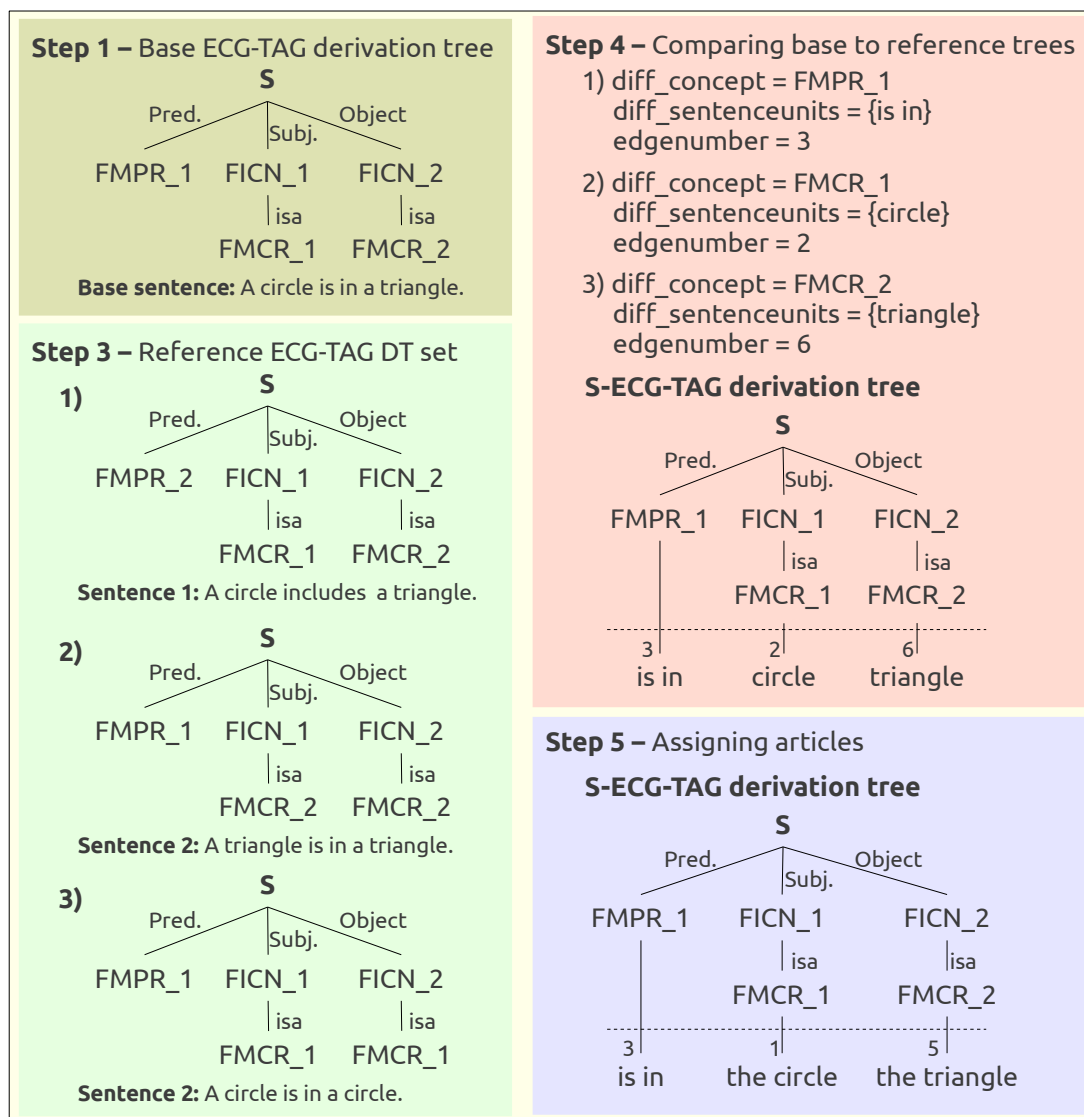 Step 1 – Base ECG-TAG derivation tree
S
Pred. Subj. Object
FMPR_1 FICN_1 FICN_2
isa isa
FMCR_1 FMCR_2
Base sentence: A circle is in a triangle.
Step 3 – Reference ECG-TAG DT set
1)
S
Pred. Subj. Object
FMPR_2 FICN_1 FICN_2
isa isa
FMCR_1 FMCR_2
Sentence 1: A circle includes a triangle.
2)
S
Pred. Subj. Object
FMPR_1 FICN_1 FICN_2
isa isa
FMCR_2 FMCR_2
Sentence 2: A triangle is in a triangle.
3)
S
Pred. Subj. Object
FMPR_1 FICN_1 FICN_2
isa isa
FMCR_1 FMCR_1
Sentence 2: A circle is in a circle.
Step 4 – Comparing base to reference trees
1) diff_concept = FMPR_1
diff_sentenceunits = {is in}
edgenumber = 3
2) diff_concept = FMCR_1
diff_sentenceunits = {circle}
edgenumber = 2
3) diff_concept = FMCR_2
diff_sentenceunits = {triangle}
edgenumber = 6
S-ECG-TAG derivation tree
S
Pred. Subj. Object
FMPR_1 FICN_1 FICN_2
isa isa
FMCR_1 FMCR_2
3 2 6
is in circle triangle
Step 5 – Assigning articles
S-ECG-TAG derivation tree
S
Pred. Subj. Object
FMPR_1 FICN_1 FICN_2
isa isa
FMCR_1 FMCR_2
3 1 5
is in the circle the triangle